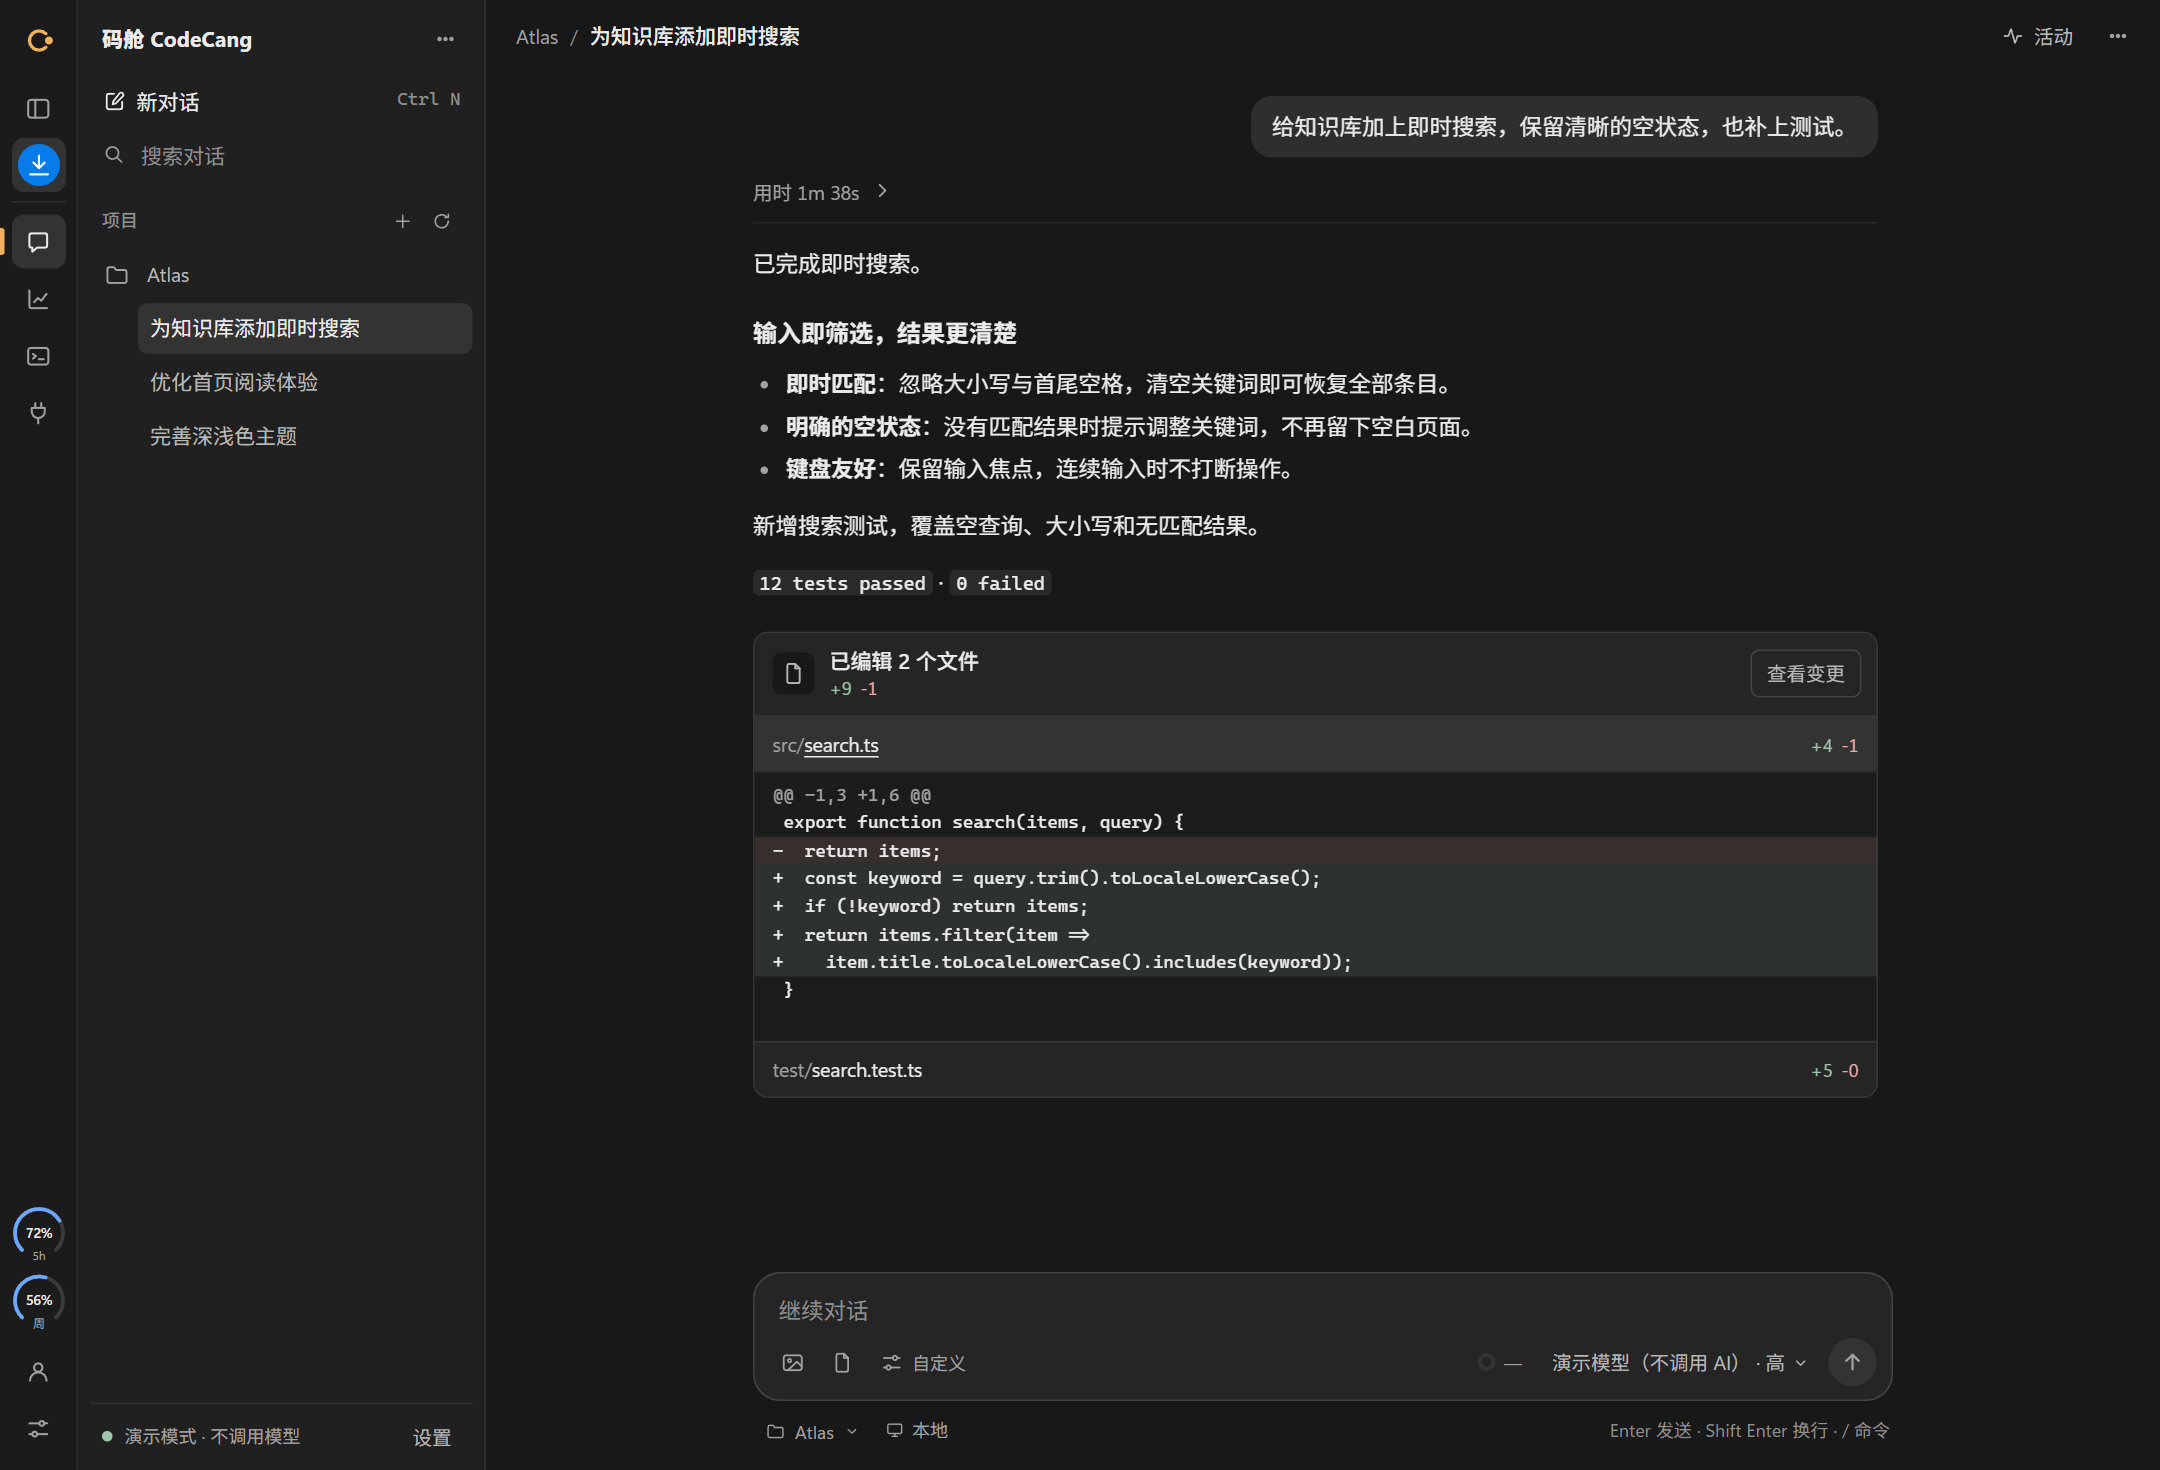 码舱 CodeCang
新对话
Ctrl N
搜索对话
项目
Atlas
为知识库添加即时搜索
优化首页阅读体验
完善深浅色主题
72%
5h
56%
周
演示模式 · 不调用模型
设置
Atlas / 为知识库添加即时搜索
活动
给知识库加上即时搜索，保留清晰的空状态，也补上测试。
用时 1m 38s
已完成即时搜索。
输入即筛选，结果更清楚
• 即时匹配：忽略大小写与首尾空格，清空关键词即可恢复全部条目。
• 明确的空状态：没有匹配结果时提示调整关键词，不再留下空白页面。
• 键盘友好：保留输入焦点，连续输入时不打断操作。
新增搜索测试，覆盖空查询、大小写和无匹配结果。
12 tests passed · 0 failed
已编辑 2 个文件
+9 -1
查看变更
src/search.ts
+4 -1
@@ -1,3 +1,6 @@
export function search(items, query) {
-  return items;
+  const keyword = query.trim().toLocaleLowerCase();
+  if (!keyword) return items;
+  return items.filter(item =>
+    item.title.toLocaleLowerCase().includes(keyword));
}
test/search.test.ts
+5 -0
继续对话
自定义
—
演示模型（不调用 AI） · 高
Atlas
本地
Enter 发送 · Shift Enter 换行 · / 命令